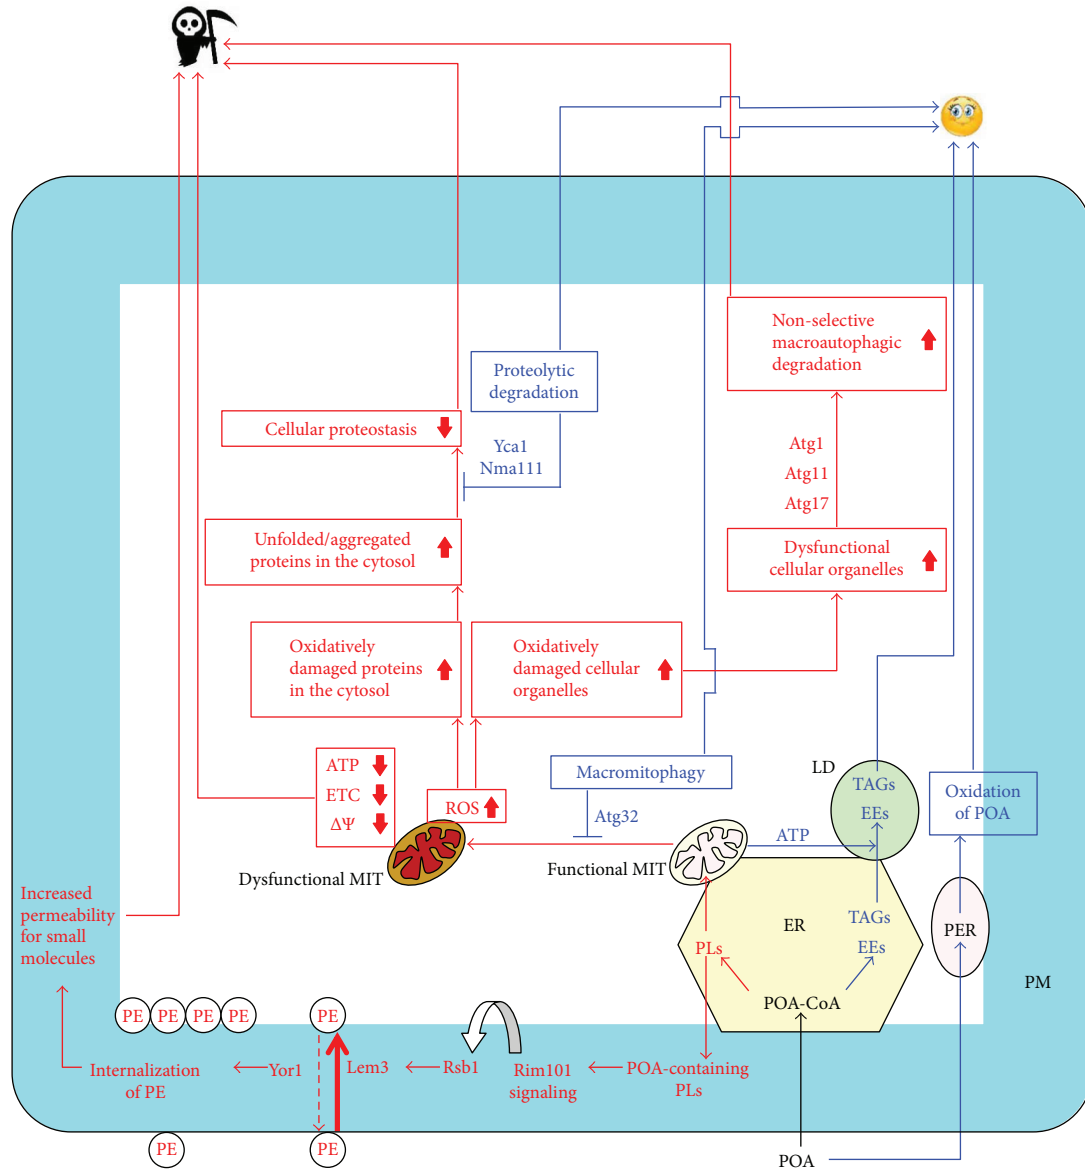 Non-selective
macroautophagic
degradation
Proteolytic
degradation
Cellular proteostasis
Yca1
Nma111
Atg1
Atg11
Atg17
Unfolded/aggregated
proteins in the cytosol
Dysfunctional
cellular organelles
Oxidatively
damaged proteins
in the cytosol
Oxidatively
damaged cellular
organelles
ATP
ETC
ΔΨ
ROS
Macromitophagy
Atg32
LD
TAGs
EEs
Oxidation
of POA
ATP
Dysfunctional MIT
Functional MIT
Increased
permeability
for small
molecules
ER
TAGs
EEs
PLs
POA-CoA
PER
PM
PE
PE
PE
PE
PE
Internalization
of PE
Yor1
Lem3
Rsb1
Rim101
signaling
POA-containing
PLs
PE
PE
POA